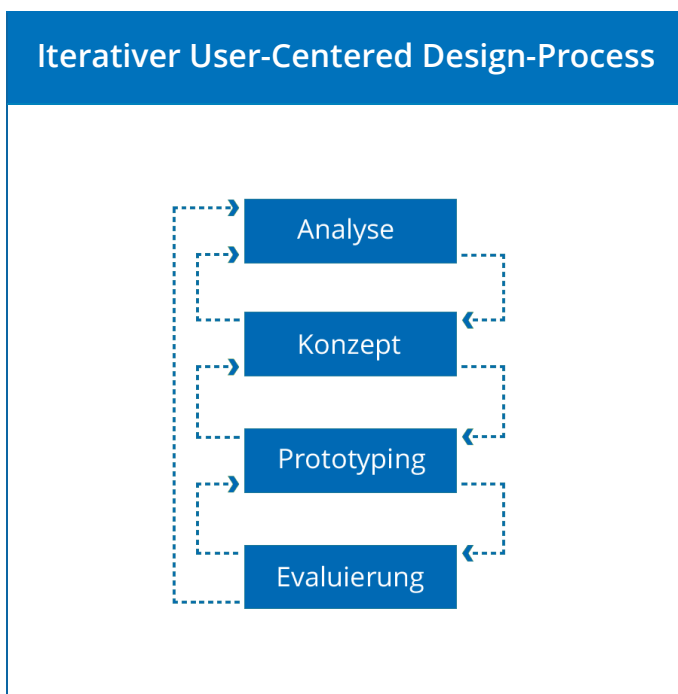 Iterativer User-Centered Design-Process
Analyse
Konzept
Prototyping
Evaluierung